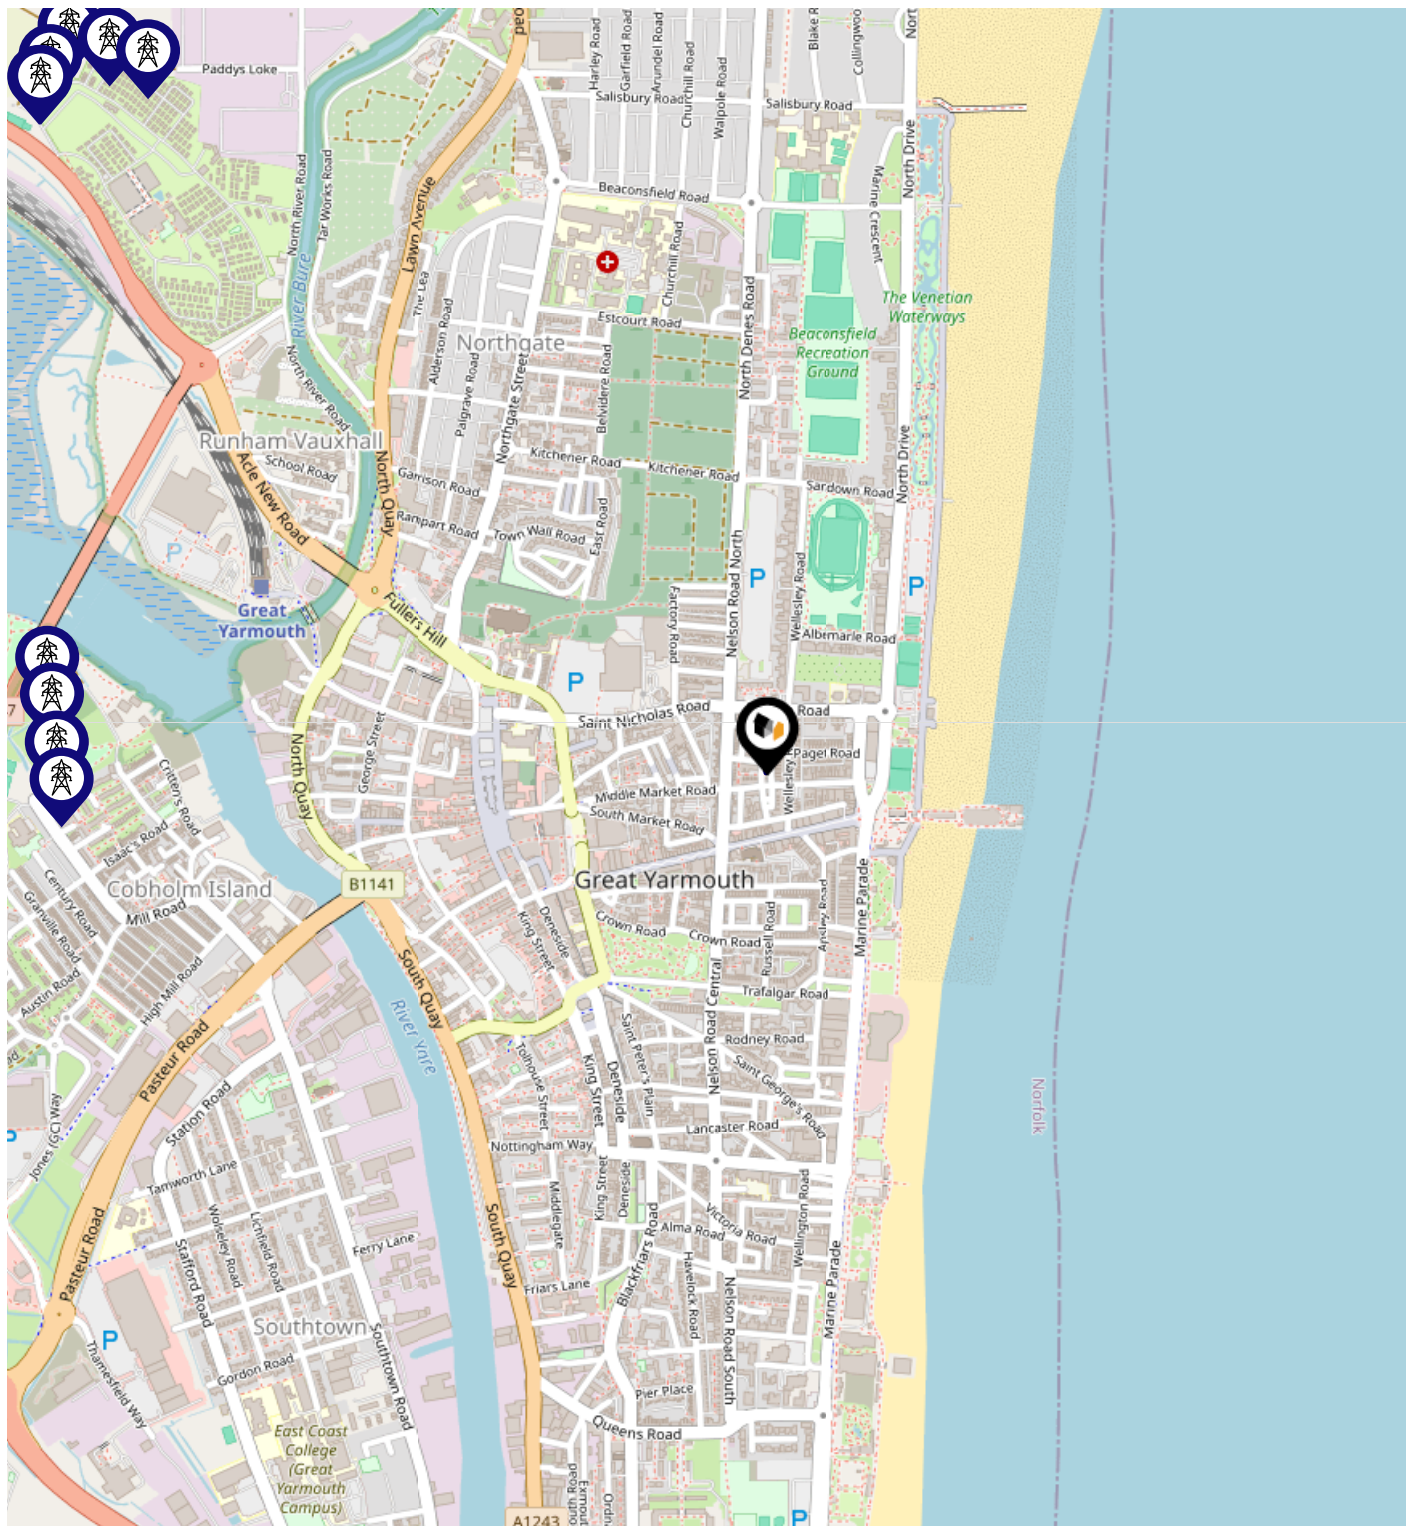 Paddys Loke
Harley Road
Garfield Road
Arundel Road
Churchill Road
Walpole Road
Salisbury Road
Salisbury Road
North Drive
Marine Crescent
Beaconsfield Road
North River Road
Tar Works Road
Lawn Avenue
River Bure
The Lea
Churchill Road
Estcourt Road
North Denes Road
The Venetian
Waterways
Beaconsfield
Recreation
Ground
Northgate
Alderson Road
Palgrave Road
Northgate Street
Belvidere Road
North River Road
Runham Vauxhall
School Road
Acle New Road
North Quay
Garrison Road
Rampart Road
Kitchener Road
Kitchener Road
Sardown Road
North Drive
Town Wall Road
East Road
Nelson Road North
Wellesley Road
P
P
P
Great
Yarmouth
Fullers Hill
Factory Road
Albemarle Road
P
Saint Nicholas Road
Road
7
George Street
North Quay
Pagel Road
Wellesley
Middle Market Road
South Market Road
Critten's Road
Isaac's Road
Century Road
Granville Road
Cobholm Island
Mill Road
B1141
Great Yarmouth
Marine Parade
Apsley Road
Russell Road
King Street
Deneside
Crown Road
Crown Road
Austin Road
High Mill Road
South Quay
Nelson Road Central
Trafalgar Road
River Yare
Pasteur Road
Rodney Road
Saint Peter's Plain
Saint George's Road
Tolhouse Street
King Street
Deneside
Station Road
Jones (GC) Way
P
Norfolk
Lancaster Road
Nottingham Way
Tamworth Lane
King Street
Deneside
Middlegate
Wellington Road
Wolseley Road
Lichfield Road
Stafford Road
Ferry Lane
South Quay
Blackfriars Road
Alma Road
Victoria Road
Pasteur Road
Havelock Road
Friars Lane
Marine Parade
Nelson Road South
Southtown
Southtown Road
P
Thamesfield Way
Gordon Road
Pier Place
Queens Road
East Coast
College
(Great
Yarmouth
Campus)
A1243
P